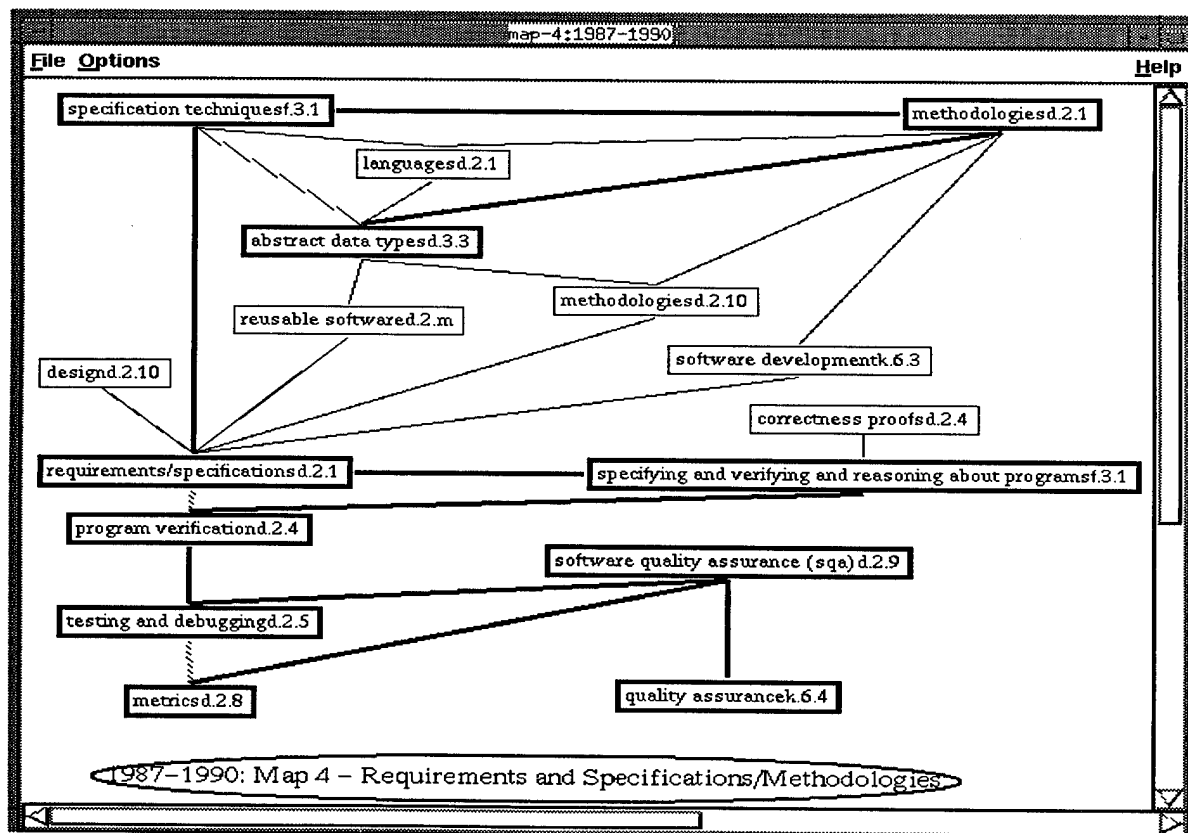 map-4:1987-1990
File Options
Help
specification techniquesf.3.1
methodologiesd.2.1
languagesd.2.1
abstract data typesd.3.3
methodologiesd.2.10
reusable softwared.2.m
software developmentk.6.3
designd.2.10
correctness proofsd.2.4
requirements/specificationsd.2.1
specifying and verifying and reasoning about programsf.3.1
program verificationd.2.4
software quality assurance (sqa) d.2.9
testing and debuggingd.2.5
metricsd.2.8
quality assurancek.6.4
1987-1990: Map 4 - Requirements and Specifications/Methodologies